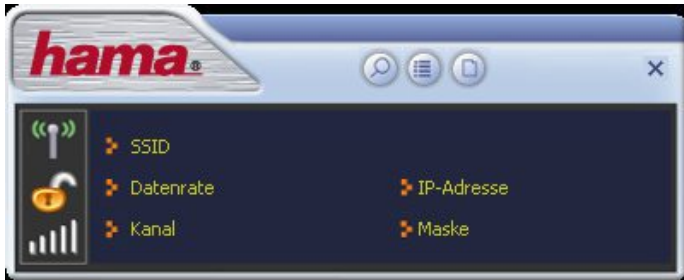 hama®
SSID
Datenrate
IP-Adresse
Kanal
Maske